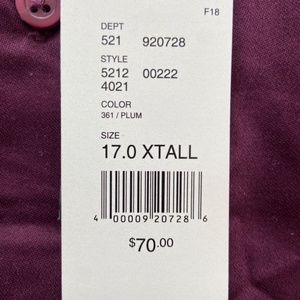 F18
DEPT
521 920728
STYLE
5212 00222
4021
COLOR
361 / PLUM
SIZE
17.0 XTALL
4 00009 20728 6
$70.00